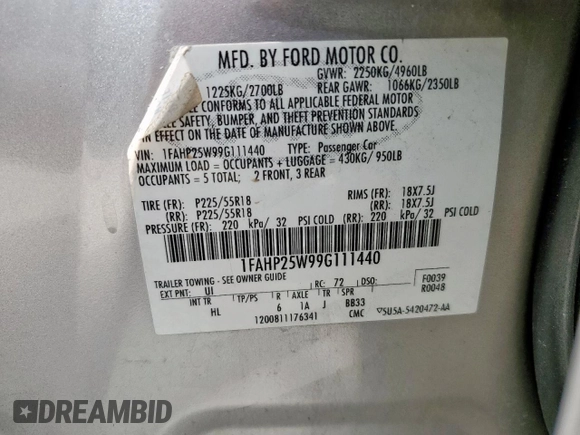 MFD. BY FORD MOTOR CO.
GVWR: 2250KG/4960LB
1225KG/2700LB REAR GAWR: 1066KG/2350LB
CONFORMS TO ALL APPLICABLE FEDERAL MOTOR
SAFETY, BUMPER, AND THEFT PREVENTION STANDARDS
IN EFFECT ON THE DATE OF MANUFACTURE SHOWN ABOVE.
VIN: 1FAHP25W99G111440 TYPE: Passenger Car
MAXIMUM LOAD = OCCUPANTS + LUGGAGE = 430KG/ 950LB
OCCUPANTS = 5 TOTAL; 2 FRONT, 3 REAR
TIRE (FR): P225/55R18 RIMS (FR): 18X7.5J
(RR): P225/55R18 (RR): 18X7.5J
PRESSURE (FR): 220 kPa/ 32 PSI COLD (RR): 220 kPa/ 32 PSI COLD
1FAHP25W99G111440
TRAILER TOWING - SEE OWNER GUIDE
EXT PNT: UI RC: 72 DSO: F0039
INT TR TP/PS R AXLE TR SPR R0048
HL 6 1A J BB33
1200811176341 CMC 5U5A-5420472-AA
DREAMBID